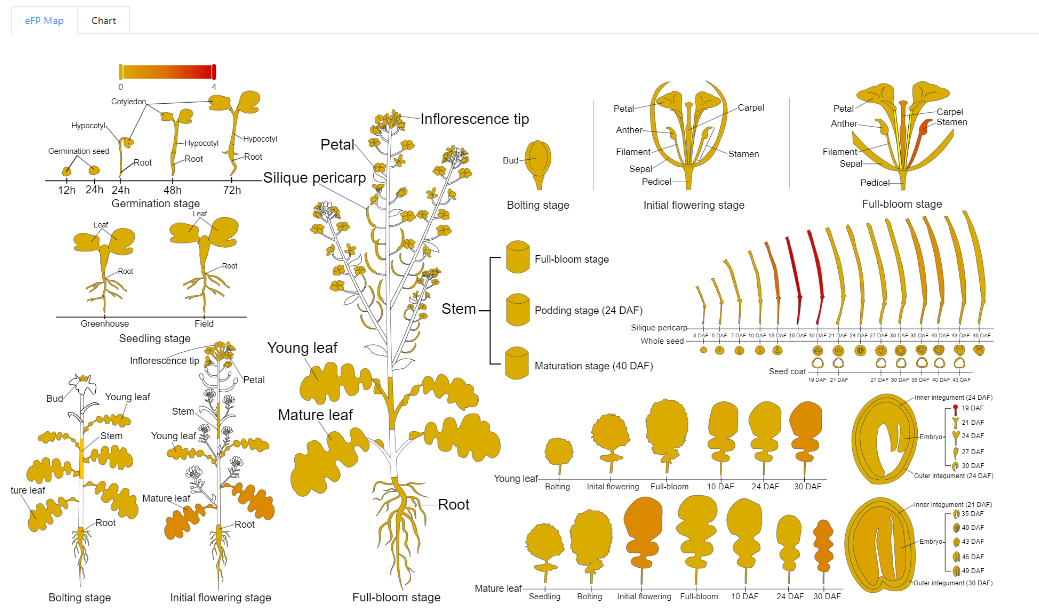 eFP Map
Chart
0
4
Cotyledon
Hypocotyl
Germination seed
Root
Hypocotyl
Root
Hypocotyl
Root
12h
24h
24h
48h
72h
Germination stage
Leaf
Root
Leaf
Root
Greenhouse
Field
Seedling stage
Inflorescence tip
Petal
Silique pericarp
Young leaf
Mature leaf
Root
Full-bloom stage
Bud
Young leaf
Stem
ture leaf
Root
Bolting stage
Inflorescence tip
Petal
Stem
Young leaf
Mature leaf
Root
Initial flowering stage
Bud
Bolting stage
Petal
Carpel
Anther
Filament
Stamen
Sepal
Pedicel
Initial flowering stage
Petal
Carpel
Anther
Stamen
Filament
Sepal
Pedicel
Full-bloom stage
Stem
Full-bloom stage
Podding stage (24 DAF)
Maturation stage (40 DAF)
Silique pericarp
3 DAF
5 DAF
7 DAF
10 DAF
13 DAF
16 DAF
19 DAF
21 DAF
24 DAF
27 DAF
30 DAF
35 DAF
40 DAF
43 DAF
46 DAF
Whole seed
Seed coat
19 DAF
21 DAF
27 DAF
30 DAF
35 DAF
40 DAF
43 DAF
Young leaf
Bolting
Inital flowering
Full-bloom
10 DAF
24 DAF
30 DAF
Mature leaf
Seedling
Bolting
Initial flowering
Full-bloom
10 DAF
24 DAF
30 DAF
Inner integument (24 DAF)
19 DAF
21 DAF
Embryo
24 DAF
27 DAF
30 DAF
Outer integument (24 DAF)
Inner integument (21 DAF)
35 DAF
40 DAF
Embryo
43 DAF
46 DAF
49 DAF
Outer integument (30 DAF)